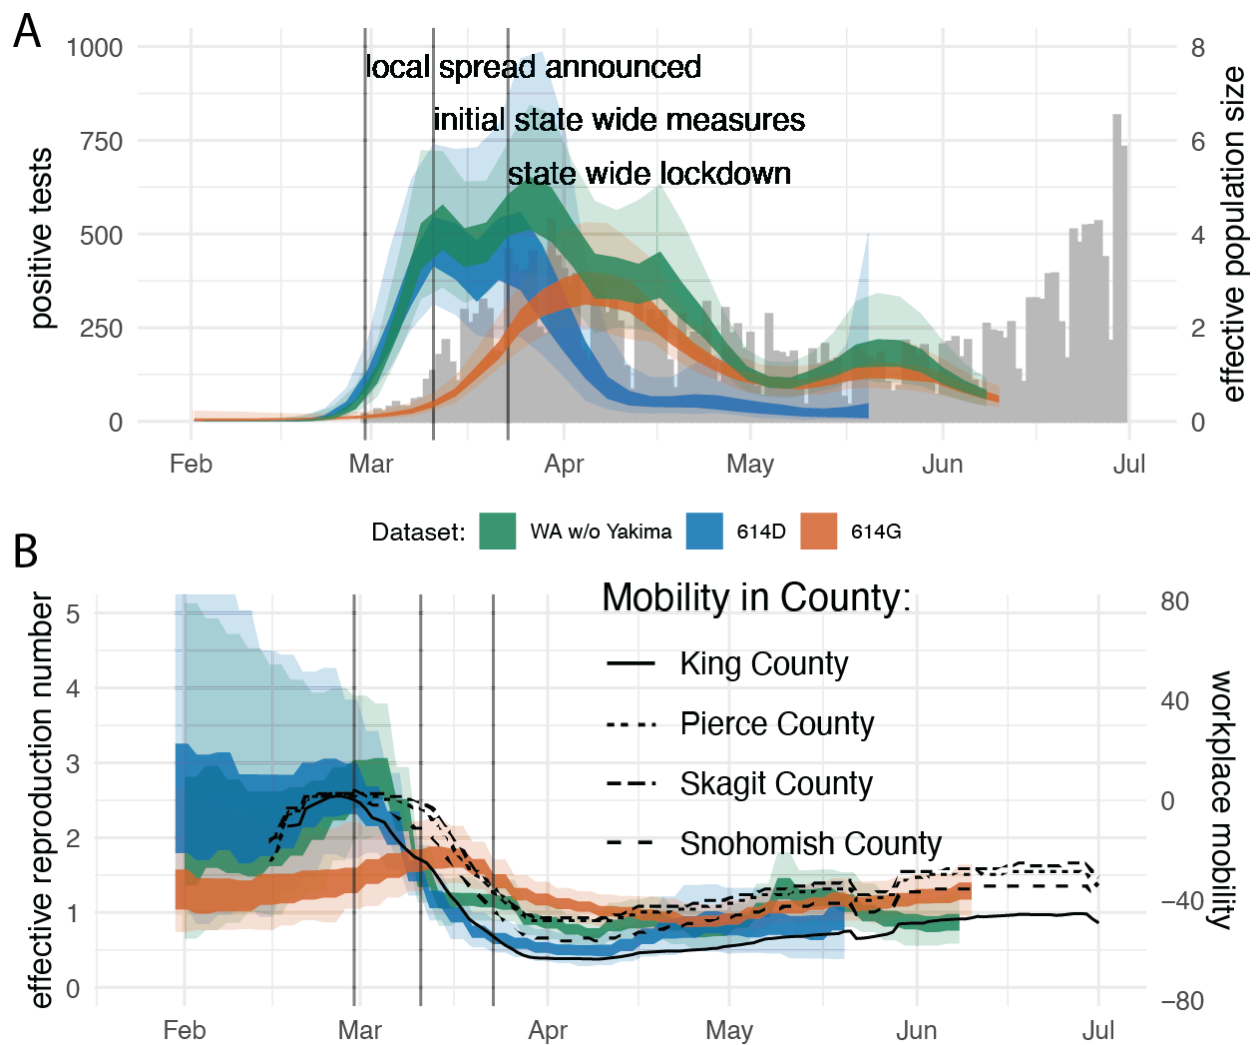 A
1000
750
500
250
0
positive tests
local spread announced
initial state wide measures
state wide lockdown
8
6
4
2
0
effective population size
Feb Mar Apr May Jun Jul
Dataset: WA w/o Yakima 614D 614G
B
5
4
3
2
1
0
effective reproduction number
Mobility in County:
King County
Pierce County
Skagit County
Snohomish County
80
40
0
−40
−80
workplace mobility
Feb Mar Apr May Jun Jul